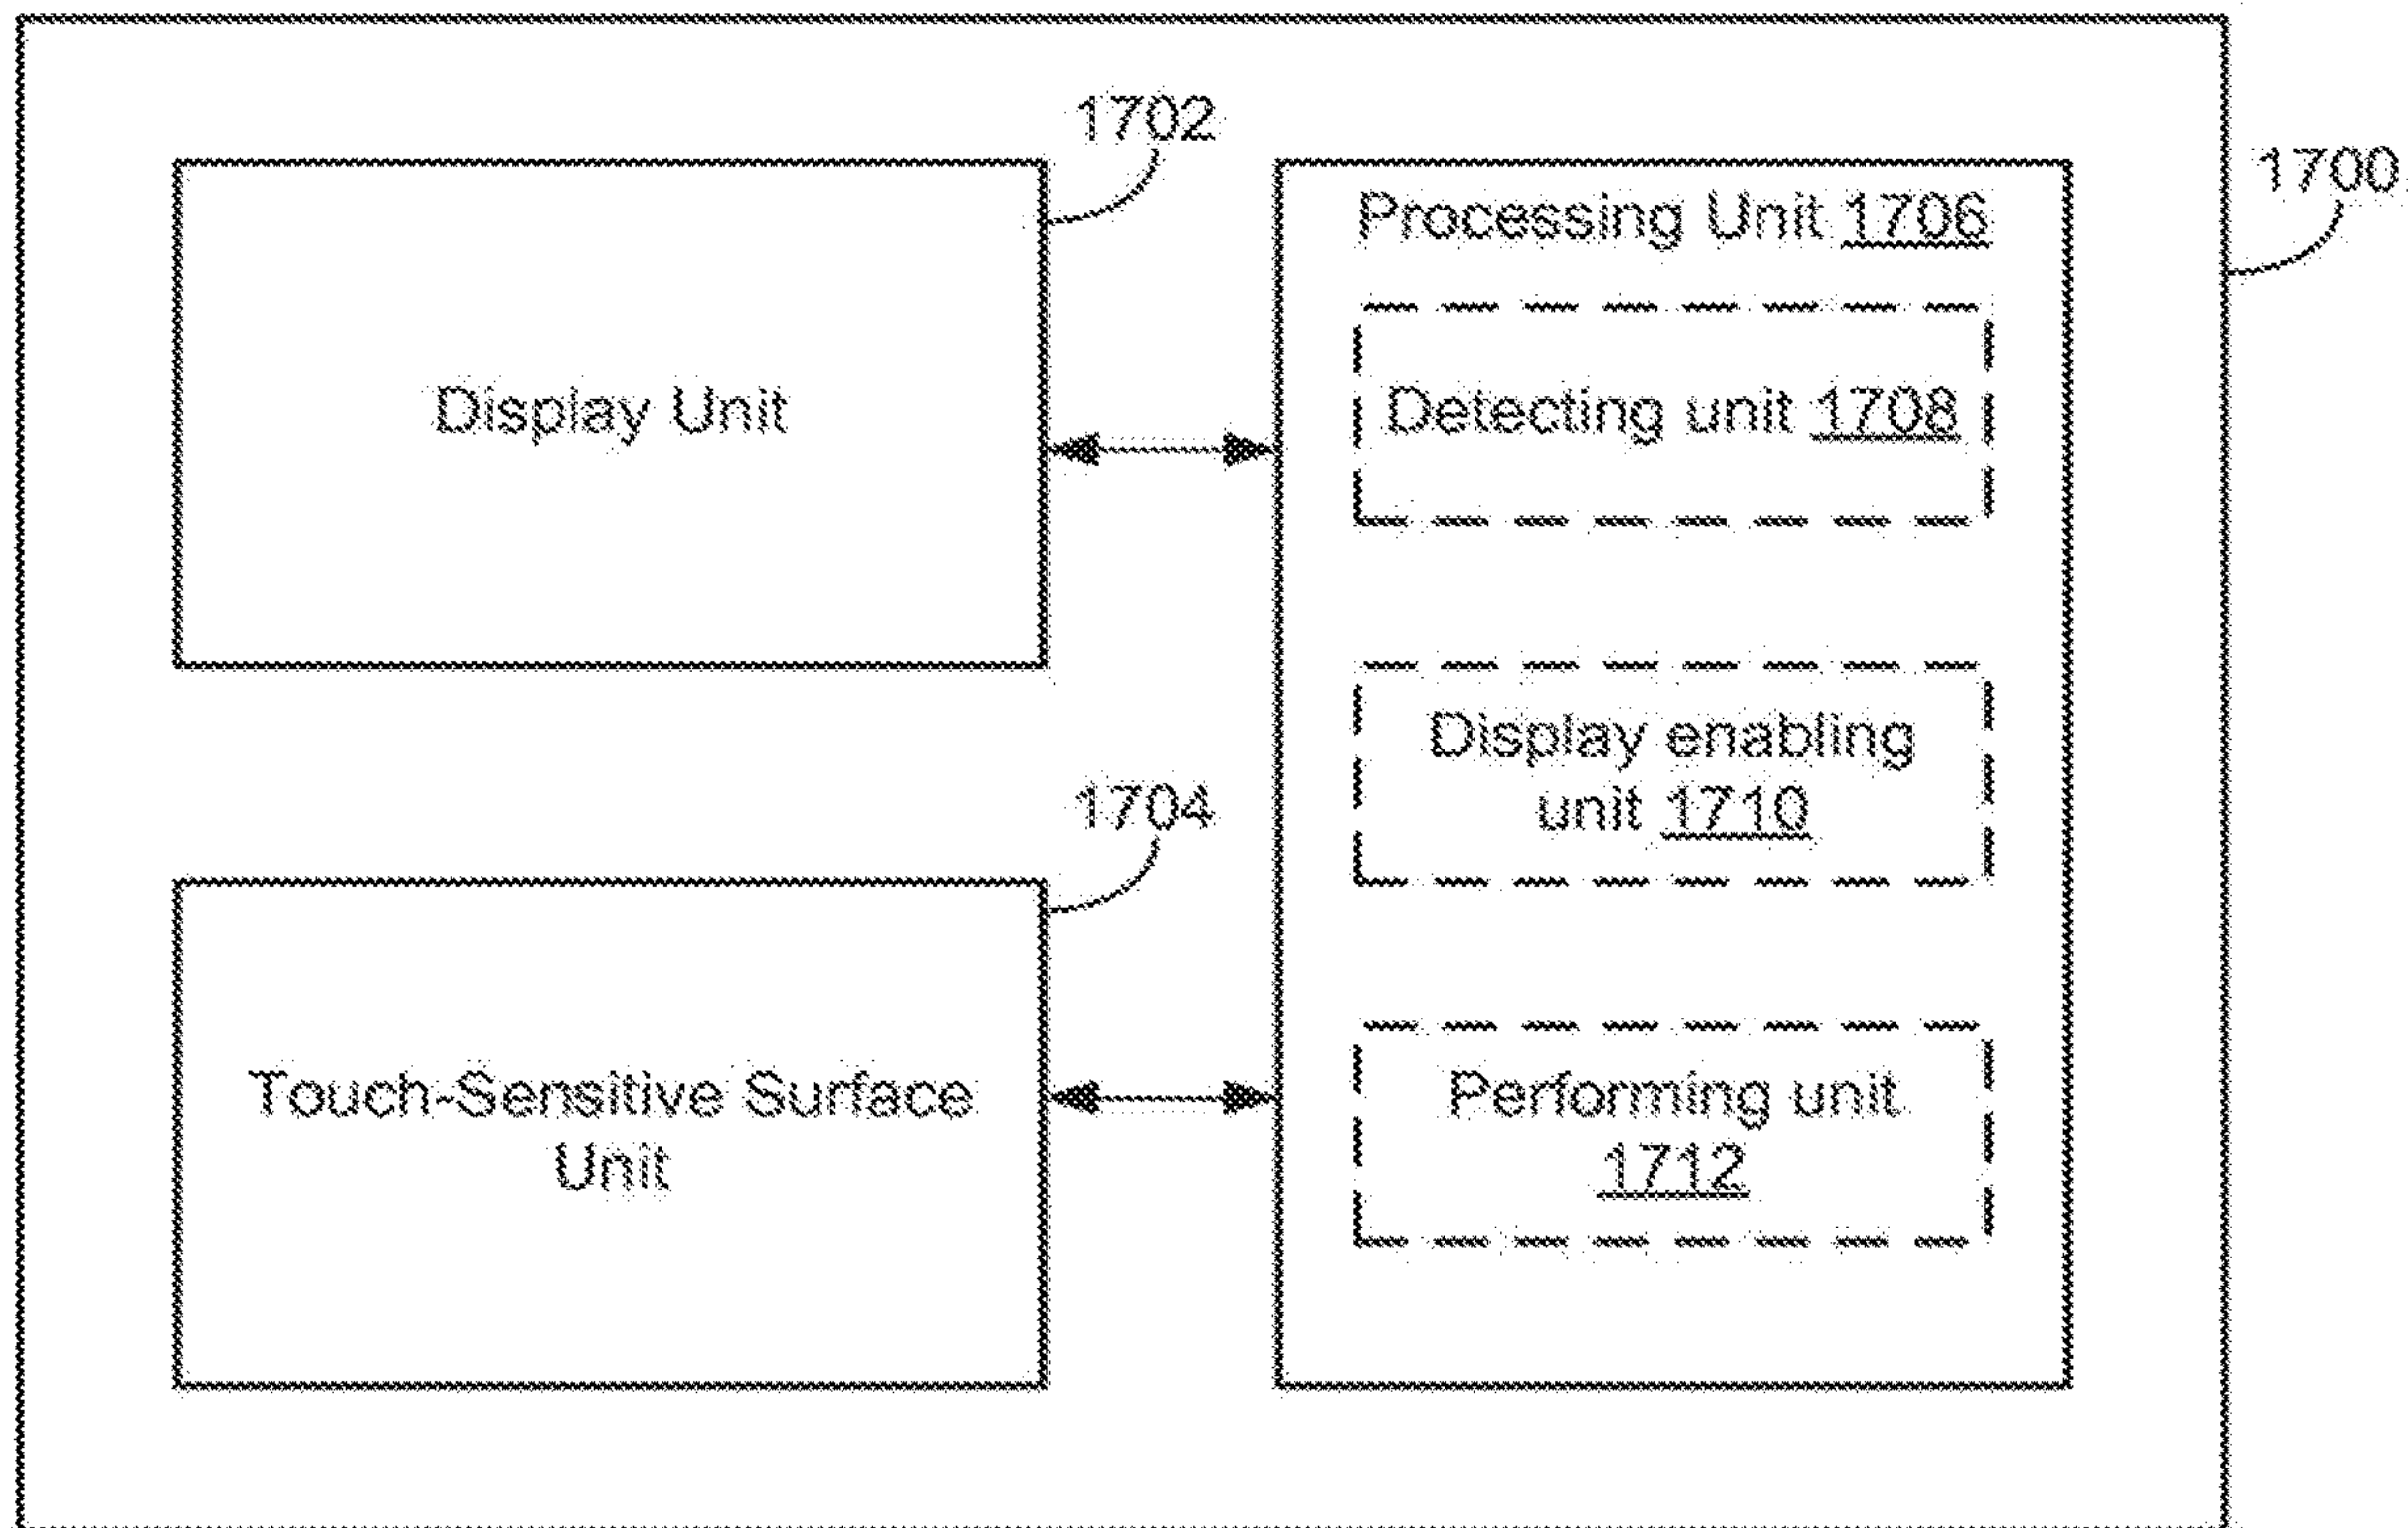 1702
1700
Processing Unit 1706
Display Unit
Detecting unit 1708
Display enabling
unit 1710
1704
Touch-Sensitive Surface
Unit
Performing unit
1712